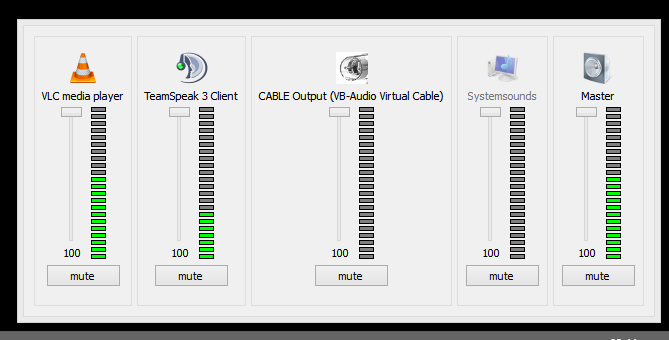 VLC media player
TeamSpeak 3 Client
CABLE Output (VB-Audio Virtual Cable)
Systemsounds
Master
100
100
100
100
100
mute
mute
mute
mute
mute